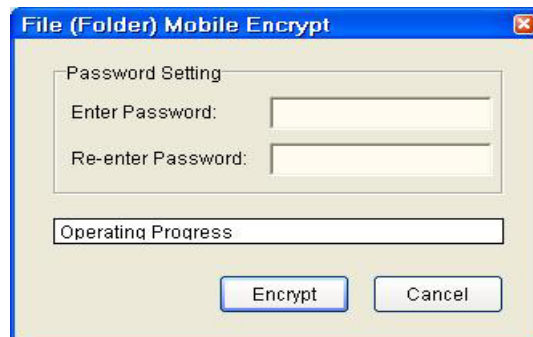 File (Folder) Mobile Encrypt
Password Setting
Enter Password:
Re-enter Password:
Operating Progress
Encrypt
Cancel